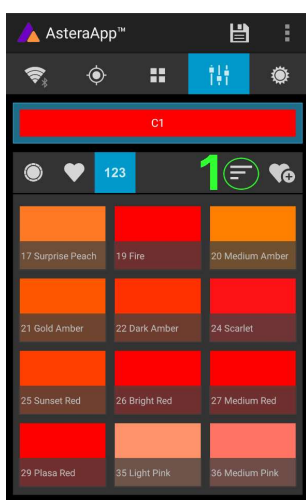 AsteraApp™
C1
123
1
17 Surprise Peach
19 Fire
20 Medium Amber
21 Gold Amber
22 Dark Amber
24 Scarlet
25 Sunset Red
26 Bright Red
27 Medium Red
29 Plasa Red
35 Light Pink
36 Medium Pink